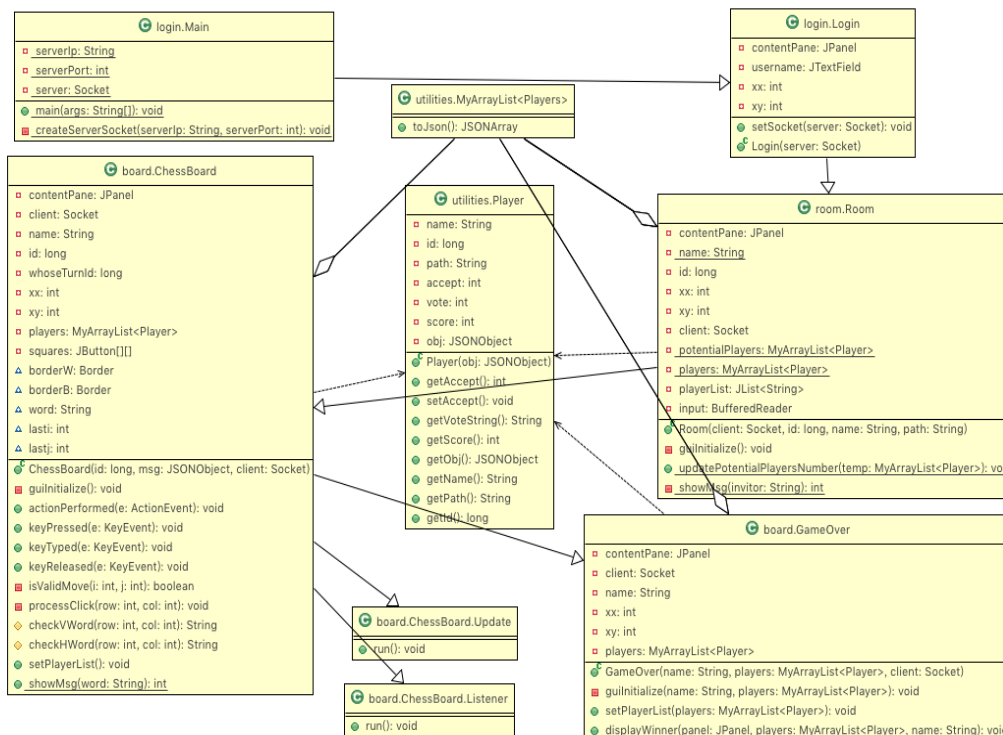 C login.Main
serverIp: String
serverPort: int
server: Socket
main(args: String[]): void
createServerSocket(serverIp: String, serverPort: int): void
C login.Login
contentPane: JPanel
username: JTextField
xx: int
xy: int
setSocket(server: Socket): void
Login(server: Socket)
C utilities.MyArrayList<Players>
toJson(): JSONArray
C board.ChessBoard
contentPane: JPanel
client: Socket
name: String
id: long
whoseTurnId: long
xx: int
xy: int
players: MyArrayList<Player>
squares: JButton[][]
borderW: Border
borderB: Border
word: String
lasti: int
lastj: int
ChessBoard(id: long, msg: JSONObject, client: Socket)
guiInitialize(): void
actionPerformed(e: ActionEvent): void
keyPressed(e: KeyEvent): void
keyTyped(e: KeyEvent): void
keyReleased(e: KeyEvent): void
isValidMove(i: int, j: int): boolean
processClick(row: int, col: int): void
checkVWord(row: int, col: int): String
checkHWord(row: int, col: int): String
setPlayerList(): void
showMsg(word: String): int
C utilities.Player
name: String
id: long
path: String
accept: int
vote: int
score: int
obj: JSONObject
Player(obj: JSONObject)
getAccept(): int
setAccept(): void
getVoteString(): String
getScore(): int
getObj(): JSONObject
getName(): String
getPath(): String
getId(): long
C room.Room
contentPane: JPanel
name: String
id: long
xx: int
xy: int
client: Socket
potentialPlayers: MyArrayList<Player>
players: MyArrayList<Player>
playerList: JList<String>
input: BufferedReader
Room(client: Socket, id: long, name: String, path: String)
guiInitialize(): void
updatePotentialPlayersNumber(temp: MyArrayList<Player>): vo
showMsg(invitor: String): int
C board.GameOver
contentPane: JPanel
client: Socket
name: String
xx: int
xy: int
players: MyArrayList<Player>
GameOver(name: String, players: MyArrayList<Player>, client: Socket)
guiInitialize(name: String, players: MyArrayList<Player>): void
setPlayerList(players: MyArrayList<Player>): void
displayWinner(panel: JPanel, players: MyArrayList<Player>, name: String): voi
C board.ChessBoard.Update
run(): void
C board.ChessBoard.Listener
run(): void